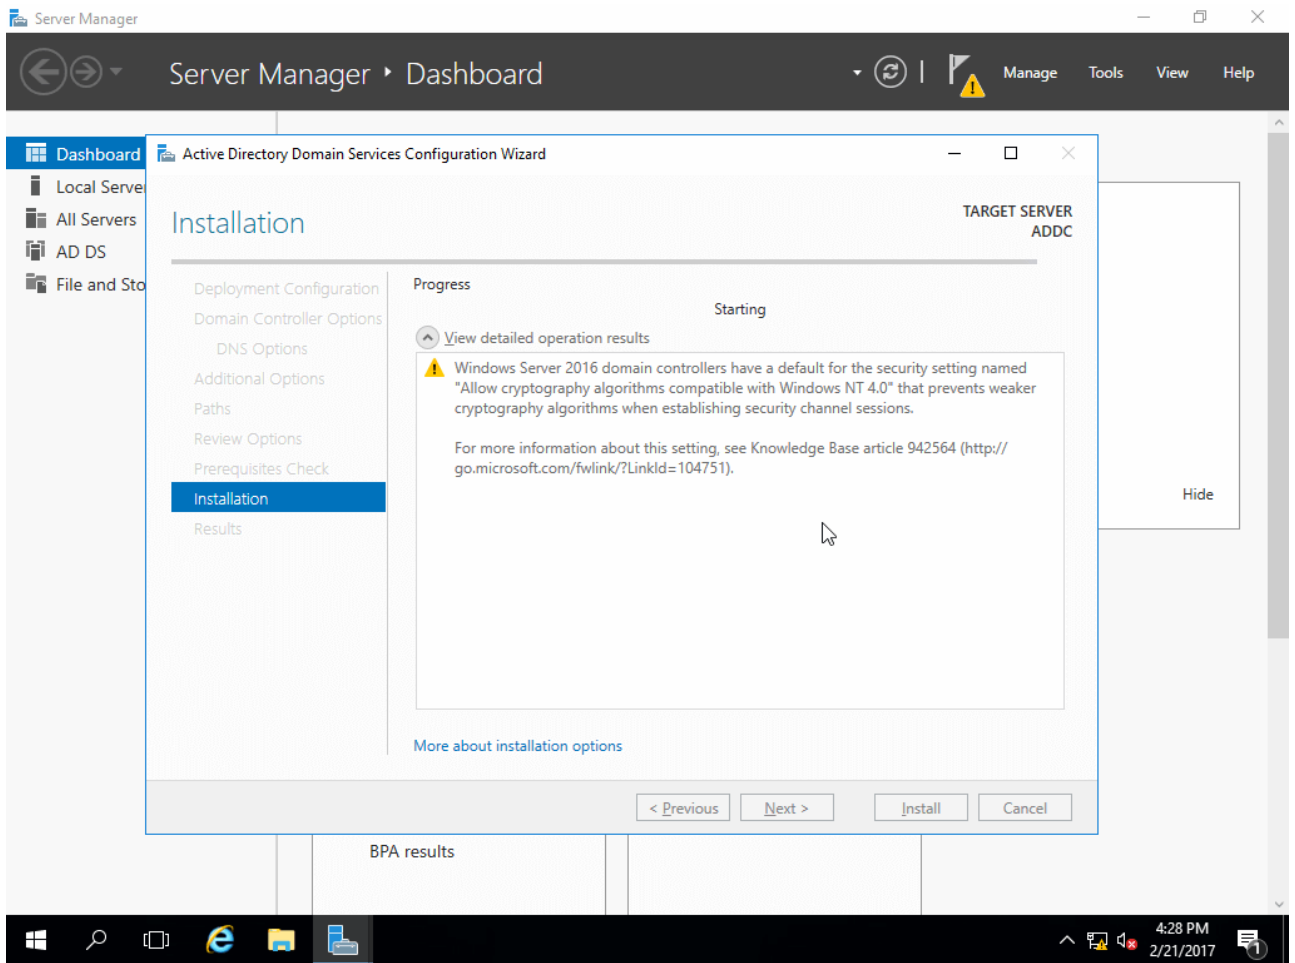 Server Manager
Server Manager ‣ Dashboard
Manage
Tools
View
Help
Dashboard
Local Server
All Servers
AD DS
File and Sto
Active Directory Domain Services Configuration Wizard
Installation
TARGET SERVER
ADDC
Deployment Configuration
Domain Controller Options
DNS Options
Additional Options
Paths
Review Options
Prerequisites Check
Installation
Results
Progress
Starting
View detailed operation results
Windows Server 2016 domain controllers have a default for the security setting named
"Allow cryptography algorithms compatible with Windows NT 4.0" that prevents weaker
cryptography algorithms when establishing security channel sessions.
For more information about this setting, see Knowledge Base article 942564 (http://
go.microsoft.com/fwlink/?LinkId=104751).
More about installation options
< Previous
Next >
Install
Cancel
Hide
BPA results
4:28 PM
2/21/2017
1